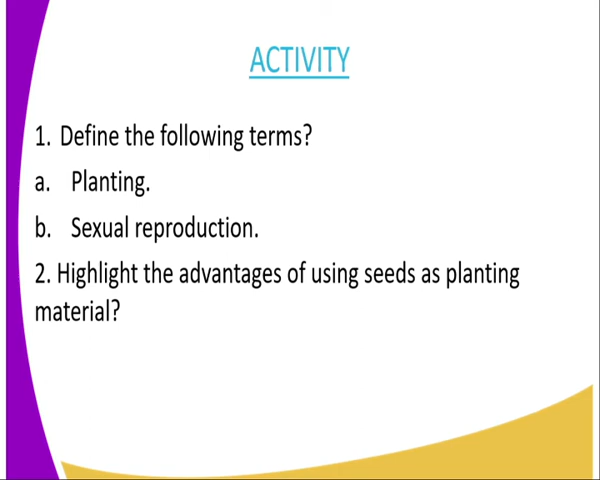 ACTIVITY
1. Define the following terms?
a. Planting.
b. Sexual reproduction.
2. Highlight the advantages of using seeds as planting
material?